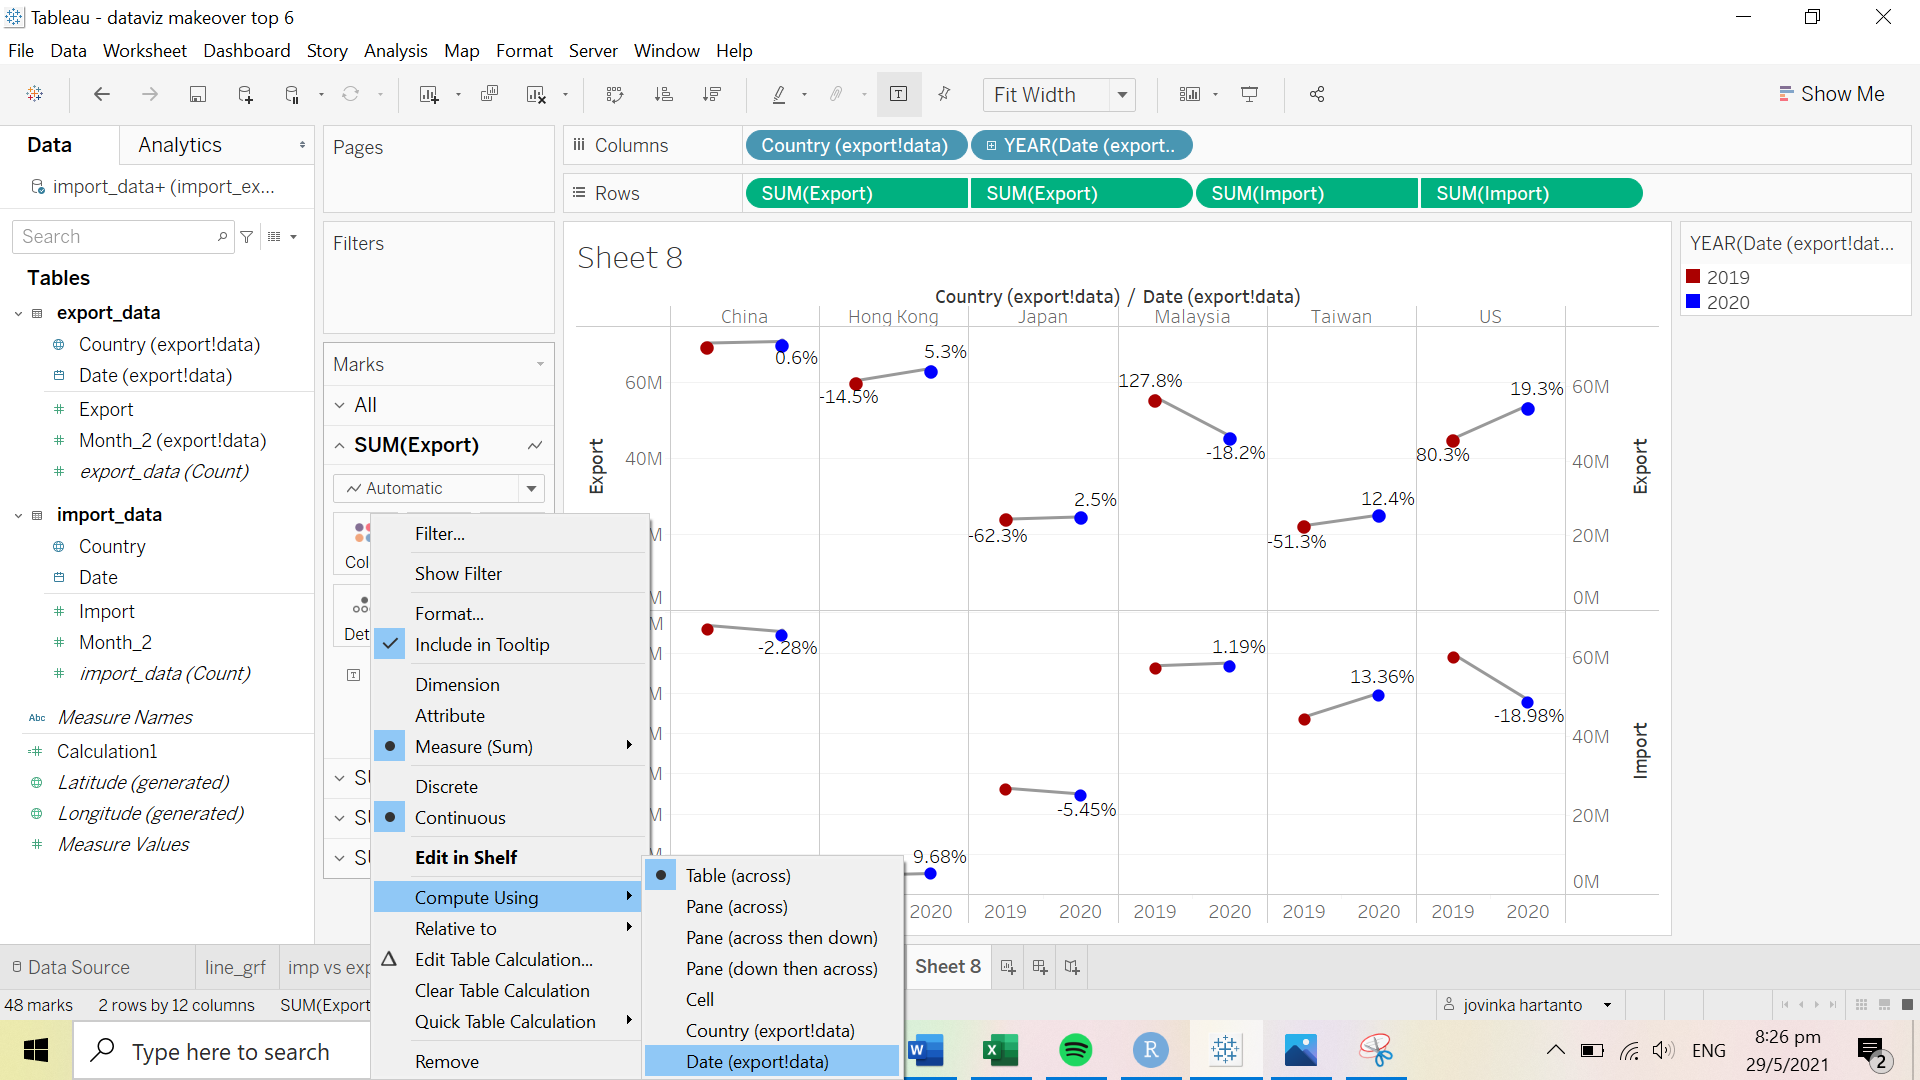 Tableau - dataviz makeover top 6
File Data Worksheet Dashboard Story Analysis Map Format Server Window Help
Fit Width
Show Me
Data
Analytics
import_data+ (import_ex...
Search
Tables
export_data
Country (export!data)
Date (export!data)
Export
Month_2 (export!data)
export_data (Count)
import_data
Country
Date
Import
Month_2
import_data (Count)
Abc Measure Names
Calculation1
Latitude (generated)
Longitude (generated)
Measure Values
Pages
Filters
Marks
All
SUM(Export)
Automatic
Col
Det
T
SU
SU
SU
Columns
Country (export!data)
YEAR(Date (export..
Rows
SUM(Export)
SUM(Export)
SUM(Import)
SUM(Import)
Sheet 8
Country (export!data) / Date (export!data)
China Hong Kong Japan Malaysia Taiwan US
Export
60M
40M
M
M
0.6%
-14.5%
5.3%
-62.3%
2.5%
127.8%
-18.2%
-51.3%
12.4%
80.3%
19.3%
60M
40M
20M
0M
Export
M
M
M
M
M
M
M
-2.28%
9.68%
-5.45%
1.19%
13.36%
-18.98%
60M
40M
20M
0M
Import
2020 2019 2020 2019 2020 2019 2020 2019 2020
YEAR(Date (export!dat...
2019
2020
Filter...
Show Filter
Format...
Include in Tooltip
Dimension
Attribute
Measure (Sum)
Discrete
Continuous
Edit in Shelf
Compute Using
Relative to
Edit Table Calculation...
Clear Table Calculation
Quick Table Calculation
Remove
Table (across)
Pane (across)
Pane (across then down)
Pane (down then across)
Cell
Country (export!data)
Date (export!data)
Data Source
line_grf
imp vs exp
Sheet 8
48 marks 2 rows by 12 columns SUM(Export
jovinka hartanto
Type here to search
ENG
8:26 pm
29/5/2021
2